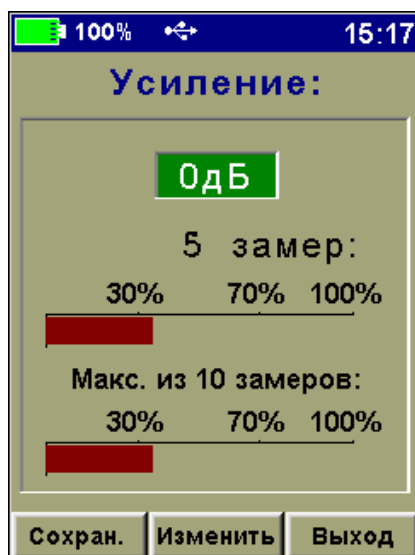 100% 15:17
Усиление:
0дБ
5 замер:
30% 70% 100%
Макс. из 10 замеров:
30% 70% 100%
Сохран. Изменить Выход